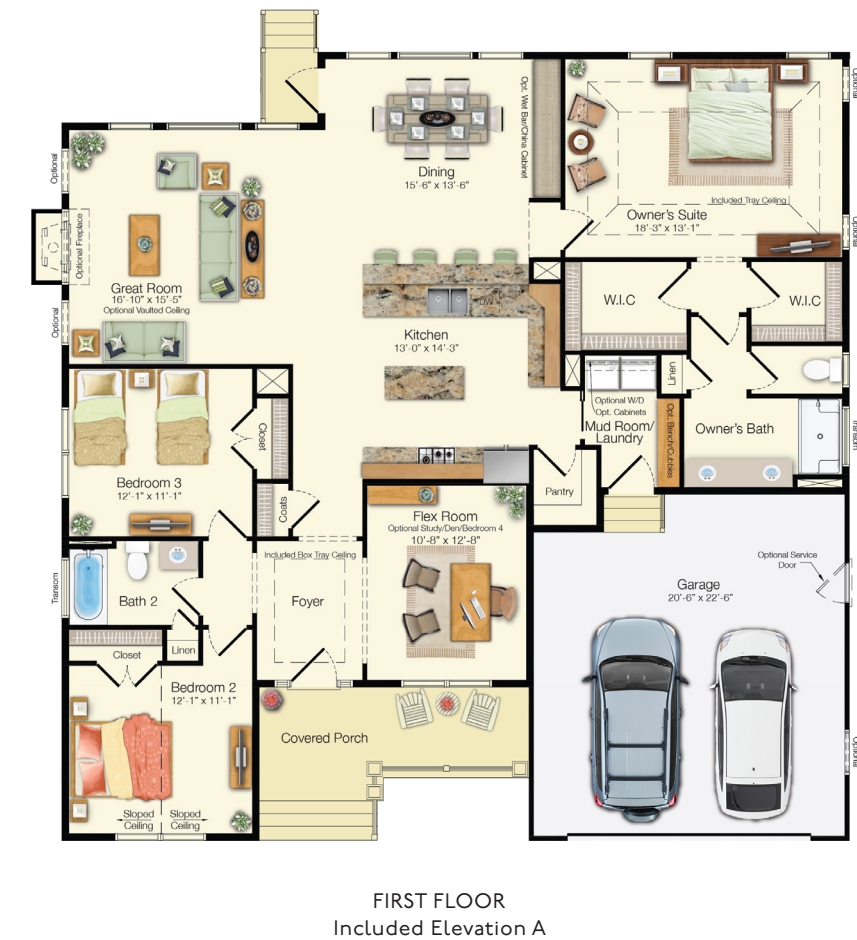 Optional
Opt. Wet Bar/China Cabinet
Dining
15'-6" x 13'-6"
Optional
Included Tray Ceiling
Owner's Suite
18'-3" x 13'-1"
Optional
Optional Fireplace
Great Room
16'-10" x 15'-5"
Optional Vaulted Ceiling
Optional
W.I.C
W.I.C
DW
Kitchen
13'-0" x 14'-3"
Linen
Optional W/D
Opt. Cabinets
Mud Room/
Laundry
Opt. Bench/Cubbies
Owner's Bath
Transom
Closet
Bedroom 3
12'-1" x 11'-1"
Coats
Pantry
Flex Room
Optional Study/Den/Bedroom 4
10'-8" x 12'-8"
Included Box Tray Ceiling
Foyer
Transom
Bath 2
Linen
Closet
Optional Service
Door
Garage
20'-6" x 22'-6"
Bedroom 2
12'-1" x 11'-1"
Covered Porch
Optional
Sloped
Ceiling
Sloped
Ceiling
FIRST FLOOR
Included Elevation A